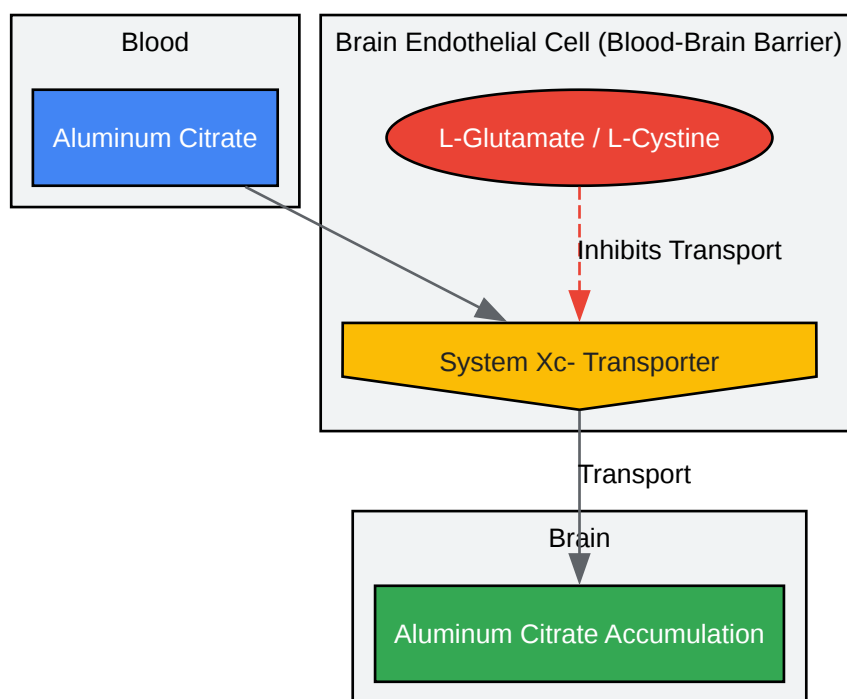 Blood
Brain Endothelial Cell (Blood-Brain Barrier)
Aluminum Citrate
L-Glutamate / L-Cystine
Inhibits Transport
System Xc- Transporter
Transport
Brain
Aluminum Citrate Accumulation